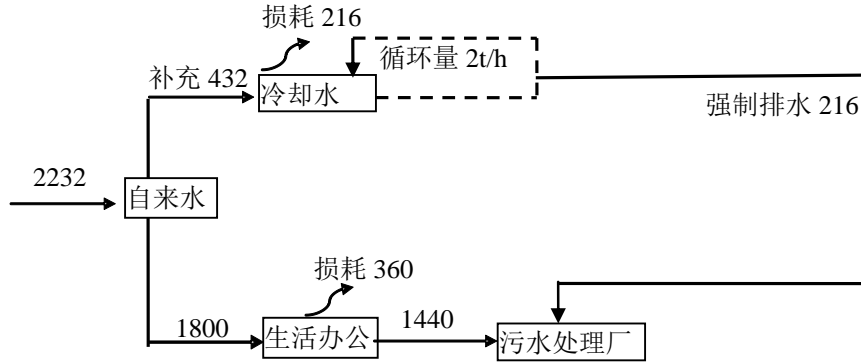 损耗 216
循环量 2t/h
补充 432
冷却水
强制排水 216
2232
自来水
损耗 360
1800
生活办公
1440
污水处理厂